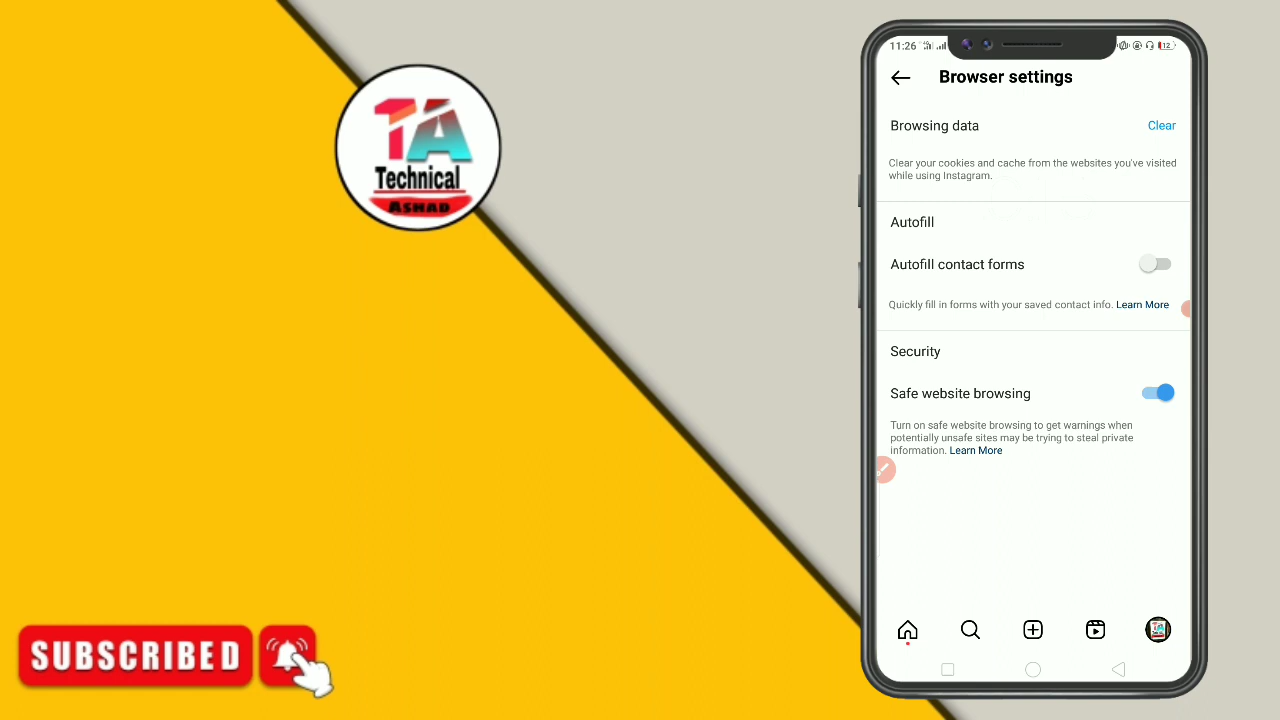 TA
Technical
ASHAD
SUBSCRIBED
11:26
12
Browser settings
Browsing data
Clear
Clear your cookies and cache from the websites you've visited
while using Instagram.
Autofill
Autofill contact forms
Quickly fill in forms with your saved contact info. Learn More
Security
Safe website browsing
Turn on safe website browsing to get warnings when
potentially unsafe sites may be trying to steal private
information. Learn More